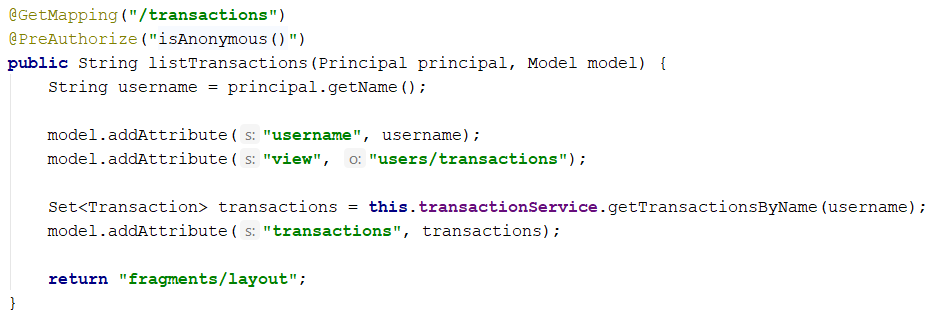 @GetMapping("/transactions")
@PreAuthorize("isAnonymous()")
public String listTransactions(Principal principal, Model model) {
    String username = principal.getName();

    model.addAttribute( s: "username", username);
    model.addAttribute( s: "view", o: "users/transactions");

    Set<Transaction> transactions = this.transactionService.getTransactionsByName(username);
    model.addAttribute( s: "transactions", transactions);

    return "fragments/layout";
}